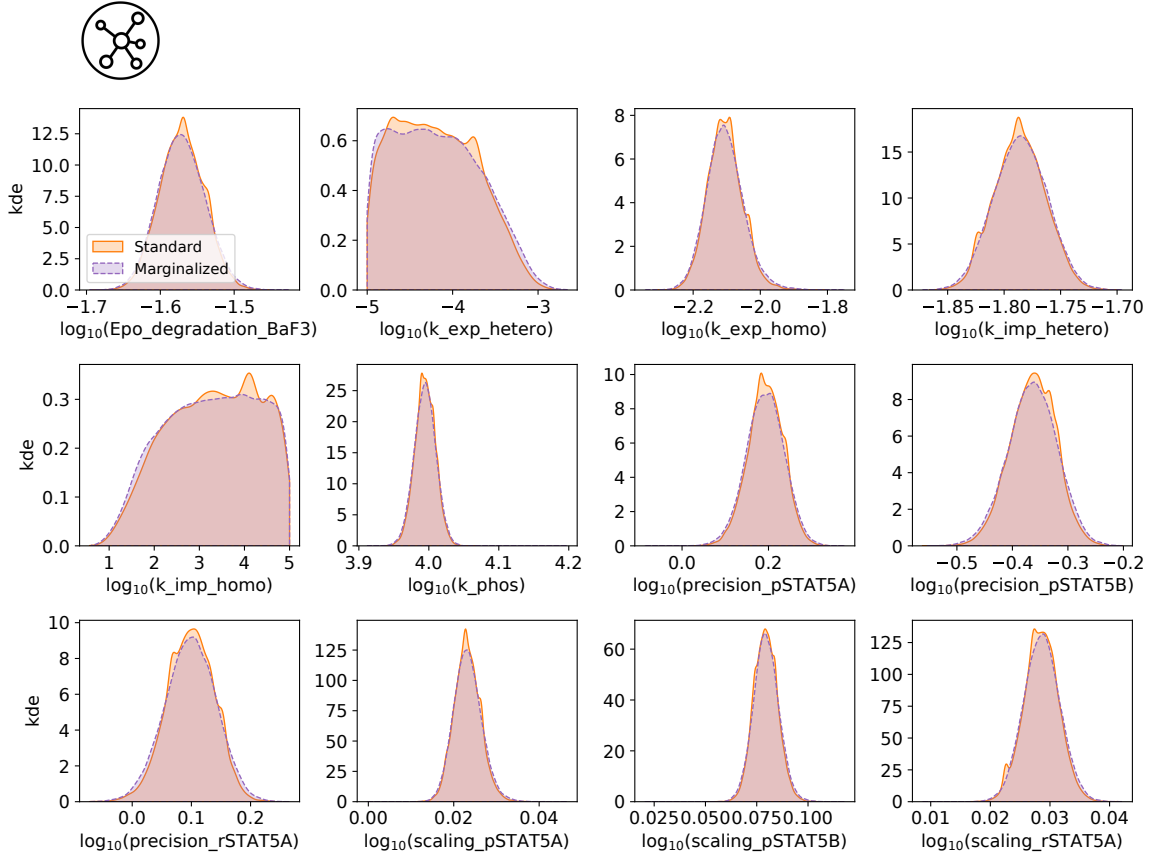 kde
12.5
10.0
7.5
5.0
2.5
0.0
Standard
Marginalized
−1.7 −1.6 −1.5
log₁₀(Epo_degradation_BaF3)
0.6
0.4
0.2
0.0
−5 −4 −3
log₁₀(k_exp_hetero)
8
6
4
2
0
−2.2 −2.0 −1.8
log₁₀(k_exp_homo)
15
10
5
0
−1.85 −1.80 −1.75 −1.70
log₁₀(k_imp_hetero)
kde
0.3
0.2
0.1
0.0
1 2 3 4 5
log₁₀(k_imp_homo)
25
20
15
10
5
0
3.9 4.0 4.1 4.2
log₁₀(k_phos)
10
8
6
4
2
0
0.0 0.2
log₁₀(precision_pSTAT5A)
8
6
4
2
0
−0.5 −0.4 −0.3 −0.2
log₁₀(precision_pSTAT5B)
kde
10
8
6
4
2
0
0.0 0.1 0.2
log₁₀(precision_rSTAT5A)
125
100
75
50
25
0
0.00 0.02 0.04
log₁₀(scaling_pSTAT5A)
60
40
20
0
0.025 0.050 0.075 0.100
log₁₀(scaling_pSTAT5B)
125
100
75
50
25
0
0.01 0.02 0.03 0.04
log₁₀(scaling_rSTAT5A)